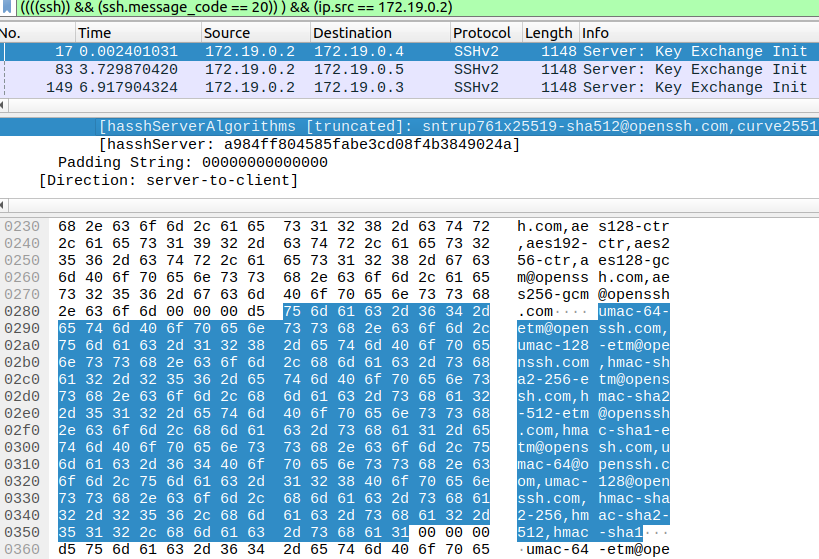 ((((ssh)) && (ssh.message_code == 20)) ) && (ip.src == 172.19.0.2)
No. Time Source Destination Protocol Length Info
17 0.002401031 172.19.0.2 172.19.0.4 SSHv2 1148 Server: Key Exchange Init
83 3.729870420 172.19.0.2 172.19.0.5 SSHv2 1148 Server: Key Exchange Init
149 6.917904324 172.19.0.2 172.19.0.3 SSHv2 1148 Server: Key Exchange Init
[hasshServerAlgorithms [truncated]: sntrup761x25519-sha512@openssh.com,curve2551
[hasshServer: a984ff804585fabe3cd08f4b3849024a]
Padding String: 00000000000000
[Direction: server-to-client]
0230 68 2e 63 6f 6d 2c 61 65 73 31 32 38 2d 63 74 72 h.com,ae s128-ctr
0240 2c 61 65 73 31 39 32 2d 63 74 72 2c 61 65 73 32 ,aes192- ctr,aes2
0250 35 36 2d 63 74 72 2c 61 65 73 31 32 38 2d 67 63 56-ctr,a es128-gc
0260 6d 40 6f 70 65 6e 73 73 68 2e 63 6f 6d 2c 61 65 m@openss h.com,ae
0270 73 32 35 36 2d 67 63 6d 40 6f 70 65 6e 73 73 68 s256-gcm @openssh
0280 2e 63 6f 6d 00 00 00 d5 75 6d 61 63 2d 36 34 2d .com···· umac-64-
0290 65 74 6d 40 6f 70 65 6e 73 73 68 2e 63 6f 6d 2c etm@open ssh.com,
02a0 75 6d 61 63 2d 31 32 38 2d 65 74 6d 40 6f 70 65 umac-128 -etm@ope
02b0 6e 73 73 68 2e 63 6f 6d 2c 68 6d 61 63 2d 73 68 nssh.com ,hmac-sh
02c0 61 32 2d 32 35 36 2d 65 74 6d 40 6f 70 65 6e 73 a2-256-e tm@opens
02d0 73 68 2e 63 6f 6d 2c 68 6d 61 63 2d 73 68 61 32 sh.com,h mac-sha2
02e0 2d 35 31 32 2d 65 74 6d 40 6f 70 65 6e 73 73 68 -512-etm @openssh
02f0 2e 63 6f 6d 2c 68 6d 61 63 2d 73 68 61 31 2d 65 .com,hma c-sha1-e
0300 74 6d 40 6f 70 65 6e 73 73 68 2e 63 6f 6d 2c 75 tm@opens sh.com,u
0310 6d 61 63 2d 36 34 40 6f 70 65 6e 73 73 68 2e 63 mac-64@o penssh.c
0320 6f 6d 2c 75 6d 61 63 2d 31 32 38 40 6f 70 65 6e om,umac- 128@open
0330 73 73 68 2e 63 6f 6d 2c 68 6d 61 63 2d 73 68 61 ssh.com, hmac-sha
0340 32 2d 32 35 36 2c 68 6d 61 63 2d 73 68 61 32 2d 2-256,hm ac-sha2-
0350 35 31 32 2c 68 6d 61 63 2d 73 68 61 31 00 00 00 512,hmac -sha1···
0360 d5 75 6d 61 63 2d 36 34 2d 65 74 6d 40 6f 70 65 ·umac-64 -etm@ope